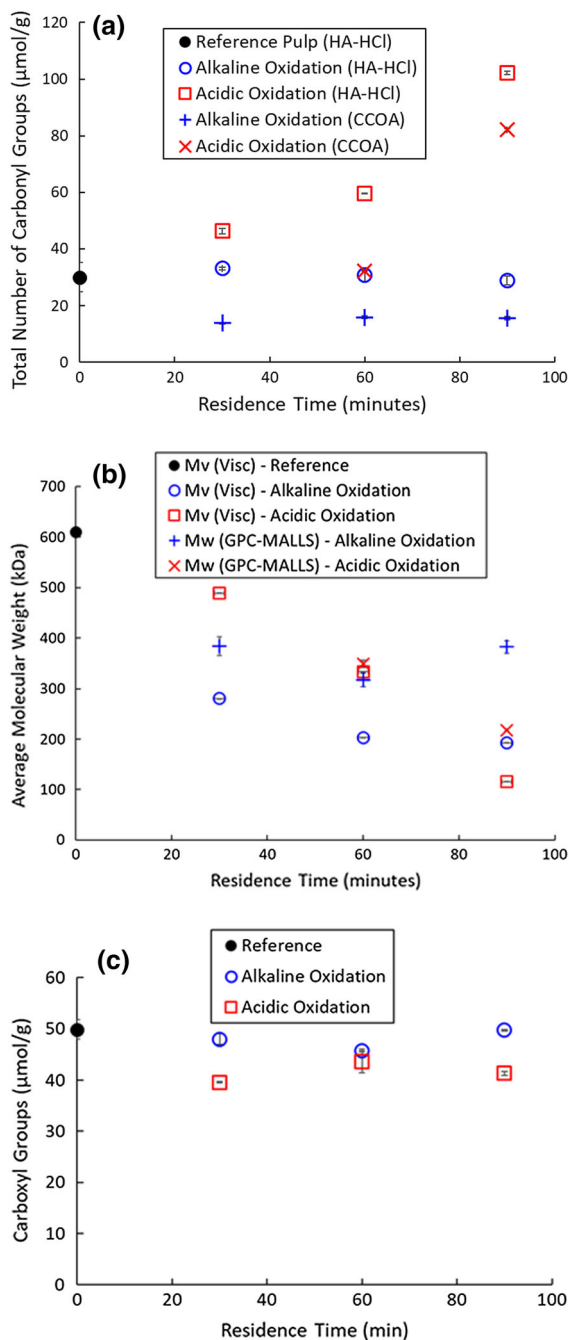 (a)
Reference Pulp (HA-HCl)
Alkaline Oxidation (HA-HCl)
Acidic Oxidation (HA-HCl)
Alkaline Oxidation (CCOA)
Acidic Oxidation (CCOA)
Total Number of Carbonyl Groups (μmol/g)
120
100
80
60
40
20
0
0 20 40 60 80 100
Residence Time (minutes)
(b)
Mv (Visc) - Reference
Mv (Visc) - Alkaline Oxidation
Mv (Visc) - Acidic Oxidation
Mw (GPC-MALLS) - Alkaline Oxidation
Mw (GPC-MALLS) - Acidic Oxidation
Average Molecular Weight (kDa)
700
600
500
400
300
200
100
0
0 20 40 60 80 100
Residence Time (minutes)
(c)
Reference
Alkaline Oxidation
Acidic Oxidation
Carboxyl Groups (μmol/g)
60
50
40
30
20
10
0
0 20 40 60 80 100
Residence Time (min)